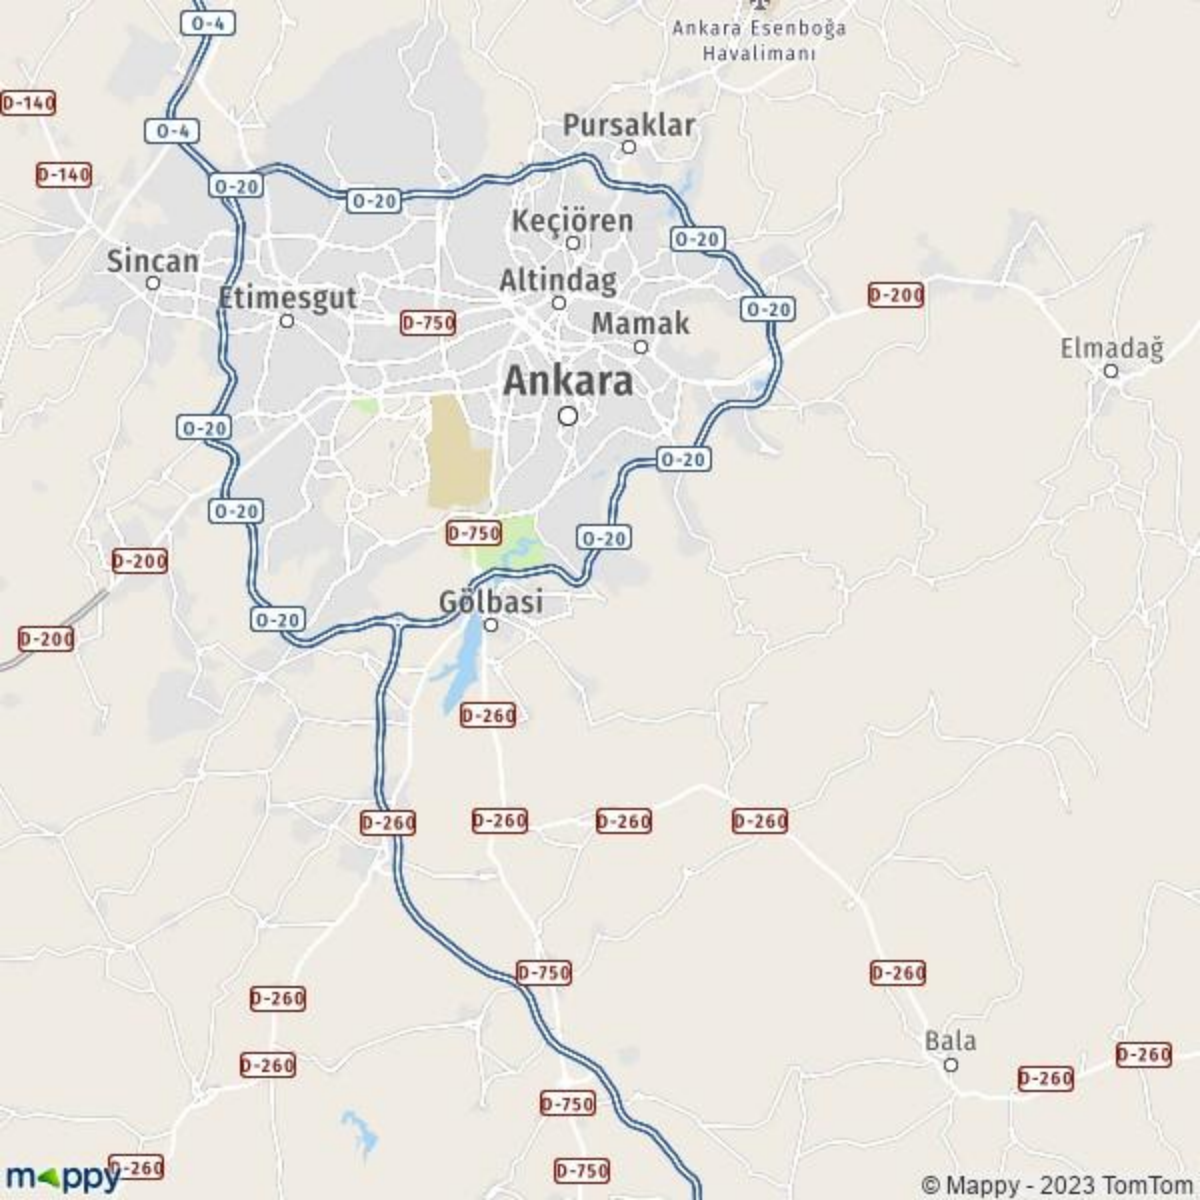 O-4
Ankara Esenboğa
Havalimanı
D-140
O-4
Pursaklar
D-140
O-20
O-20
Keçiören
O-20
Sincan
Altindag
Etimesgut
D-200
O-20
D-750
Mamak
Elmadağ
Ankara
O-20
O-20
O-20
D-750
O-20
D-200
Gölbasi
O-20
D-200
D-260
D-260
D-260
D-260
D-260
D-750
D-260
D-260
Bala
D-260
D-260
D-260
D-750
D-260
D-750
mappy
© Mappy - 2023 TomTom